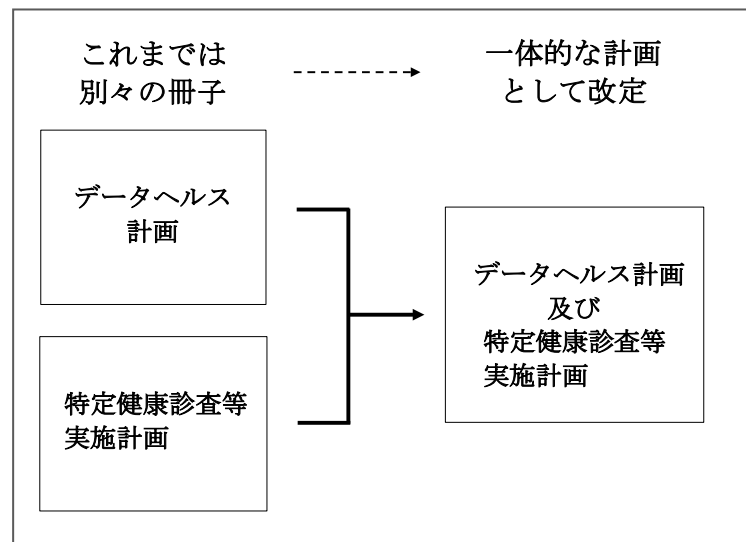 これまでは
別々の冊子
一体的な計画
として改定
データヘルス
計画
特定健康診査等
実施計画
データヘルス計画
及び
特定健康診査等
実施計画